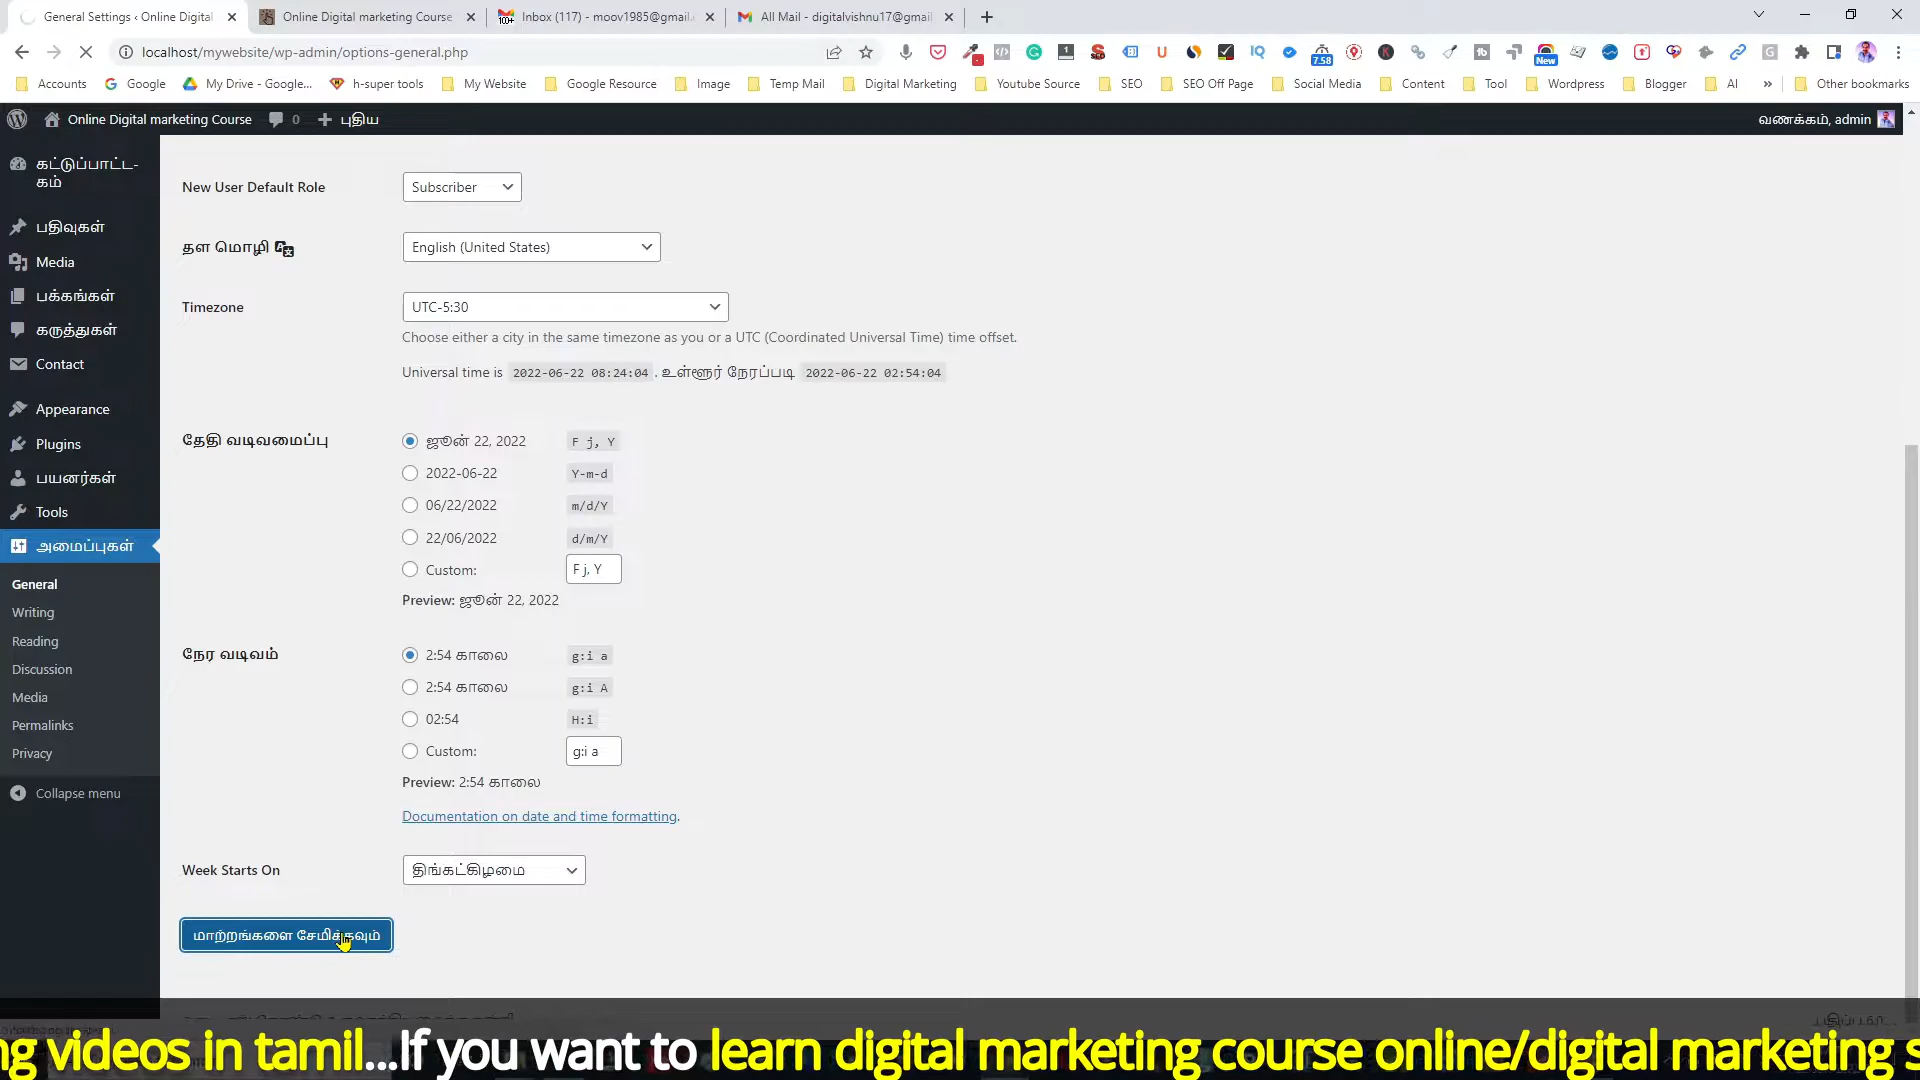 General Settings ‹ Online Digital
Online Digital marketing Course
Inbox (117) - moov1985@gmail.
All Mail - digitalvishnu17@gmail
localhost/mywebsite/wp-admin/options-general.php
7.58
New
Accounts
Google
My Drive - Google...
h-super tools
My Website
Google Resource
Image
Temp Mail
Digital Marketing
Youtube Source
SEO
SEO Off Page
Social Media
Content
Tool
Wordpress
Blogger
AI
»
Other bookmarks
Online Digital marketing Course
0
புதிய
வணக்கம், admin
கட்டுப்பாட்ட-
கம்
பதிவுகள்
Media
பக்கங்கள்
கருத்துகள்
Contact
Appearance
Plugins
பயனர்கள்
Tools
அமைப்புகள்
General
Writing
Reading
Discussion
Media
Permalinks
Privacy
Collapse menu
New User Default Role
Subscriber
தள மொழி
English (United States)
Timezone
UTC-5:30
Choose either a city in the same timezone as you or a UTC (Coordinated Universal Time) time offset.
Universal time is 2022-06-22 08:24:04 . உள்ளூர் நேரப்படி 2022-06-22 02:54:04
தேதி வடிவமைப்பு
ஜூன் 22, 2022 F j, Y
2022-06-22 Y-m-d
06/22/2022 m/d/Y
22/06/2022 d/m/Y
Custom: F j, Y
Preview: ஜூன் 22, 2022
நேர வடிவம்
2:54 காலை g:i a
2:54 காலை g:i A
02:54 H:i
Custom: g:i a
Preview: 2:54 காலை
Documentation on date and time formatting.
Week Starts On
திங்கட்கிழமை
மாற்றங்களை சேமிக்கவும்
ng videos in tamil...If you want to learn digital marketing course online/digital marketing s